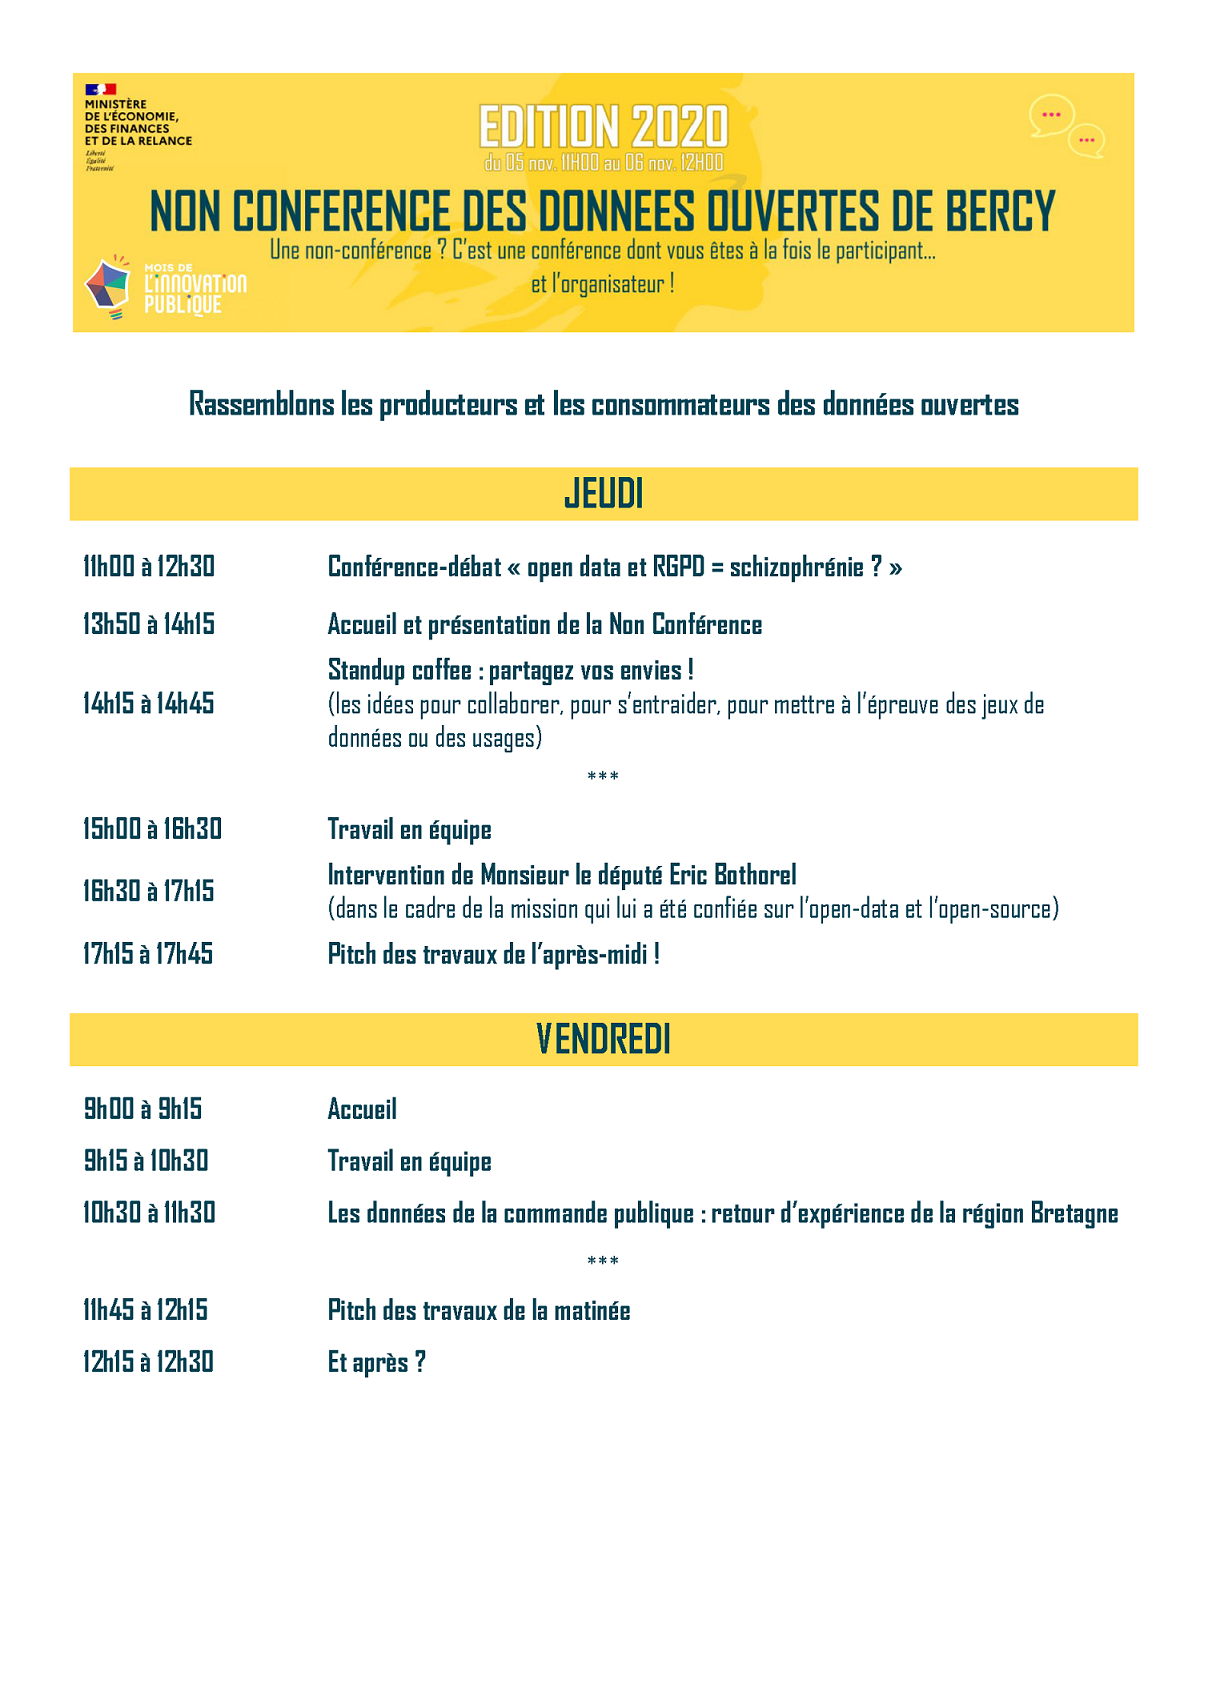 MINISTÈRE
DE L'ÉCONOMIE,
DES FINANCES
ET DE LA RELANCE
Liberté
Égalité
Fraternité
EDITION 2020
du 05 nov. 11H00 au 06 nov. 12H00
NON CONFERENCE DES DONNEES OUVERTES DE BERCY
Une non-conférence ? C'est une conférence dont vous êtes à la fois le participant...
et l'organisateur !
MOIS DE
L'iNNOVATiON
PUBLiQUE
Rassemblons les producteurs et les consommateurs des données ouvertes
JEUDI
11h00 à 12h30 Conférence-débat « open data et RGPD = schizophrénie ? »
13h50 à 14h15 Accueil et présentation de la Non Conférence
14h15 à 14h45 Standup coffee : partagez vos envies !
(les idées pour collaborer, pour s'entraider, pour mettre à l'épreuve des jeux de
données ou des usages)
***
15h00 à 16h30 Travail en équipe
16h30 à 17h15 Intervention de Monsieur le député Eric Bothorel
(dans le cadre de la mission qui lui a été confiée sur l'open-data et l'open-source)
17h15 à 17h45 Pitch des travaux de l'après-midi !
VENDREDI
9h00 à 9h15 Accueil
9h15 à 10h30 Travail en équipe
10h30 à 11h30 Les données de la commande publique : retour d'expérience de la région Bretagne
***
11h45 à 12h15 Pitch des travaux de la matinée
12h15 à 12h30 Et après ?